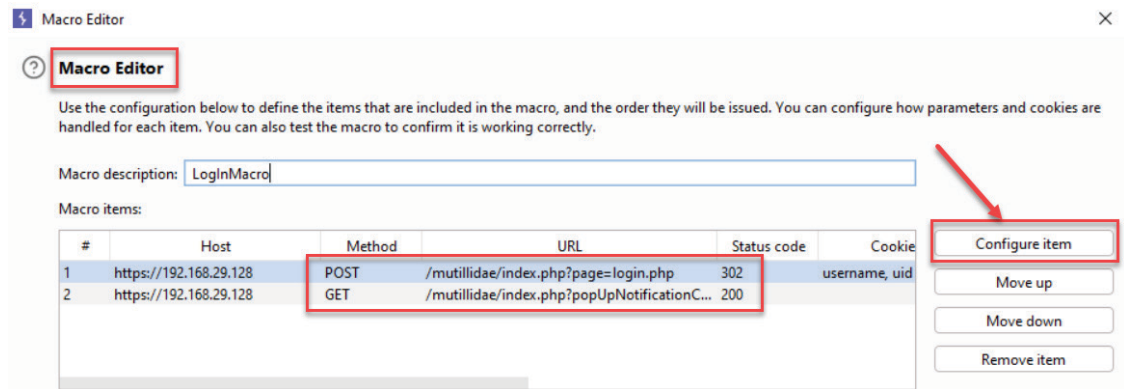 Macro Editor
? Macro Editor
Use the configuration below to define the items that are included in the macro, and the order they will be issued. You can configure how parameters and cookies are
handled for each item. You can also test the macro to confirm it is working correctly.
Macro description: LogInMacro
Macro items:
# Host Method URL Status code Cookie
Configure item
1 https://192.168.29.128 POST /mutillidae/index.php?page=login.php 302 username, uid
Move up
2 https://192.168.29.128 GET /mutillidae/index.php?popUpNotificationC... 200
Move down
Remove item